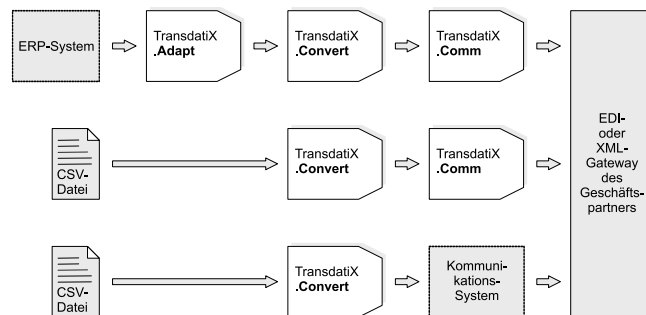 ERP-System
TransdatiX
.Adapt
TransdatiX
.Convert
TransdatiX
.Comm
CSV-
Datei
TransdatiX
.Convert
TransdatiX
.Comm
EDI-
oder
XML-
Gateway
des
Geschäfts-
partners
CSV-
Datei
TransdatiX
.Convert
Kommuni-
kations-
System